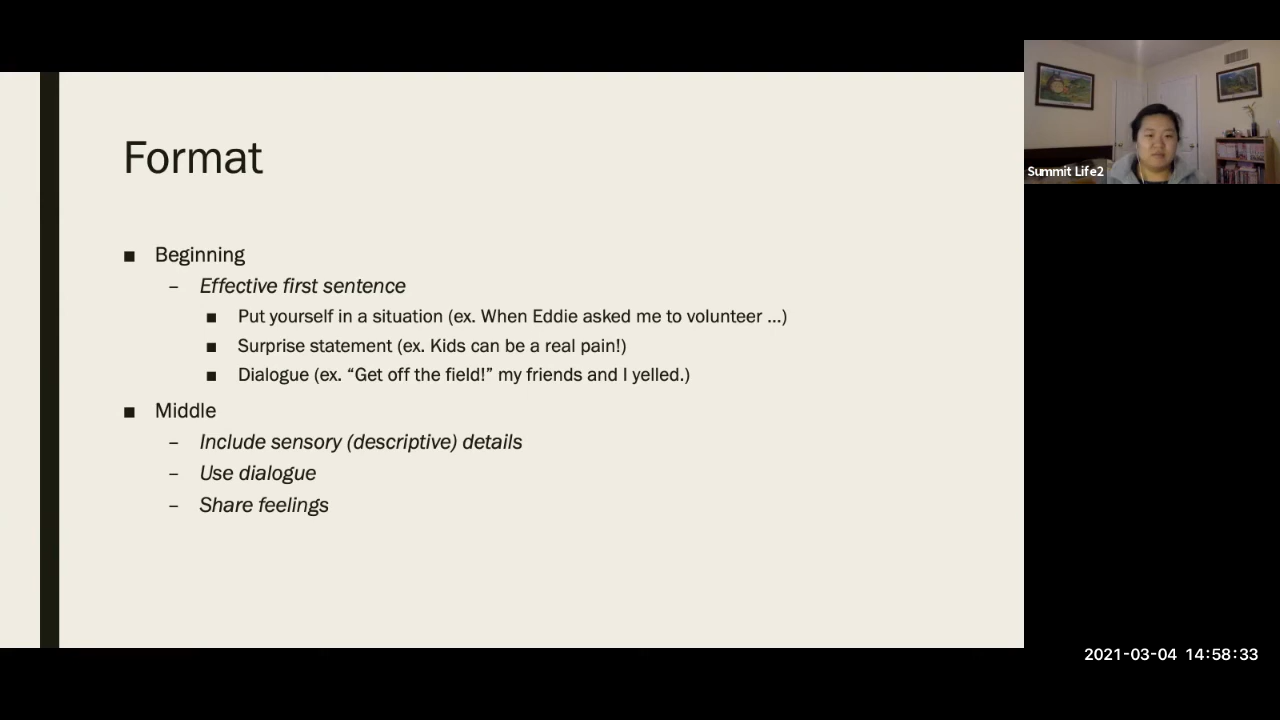 Format
■ Beginning
– Effective first sentence
■ Put yourself in a situation (ex. When Eddie asked me to volunteer ...)
■ Surprise statement (ex. Kids can be a real pain!)
■ Dialogue (ex. “Get off the field!” my friends and I yelled.)
■ Middle
– Include sensory (descriptive) details
– Use dialogue
– Share feelings
Summit Life2
2021-03-04 14:58:33